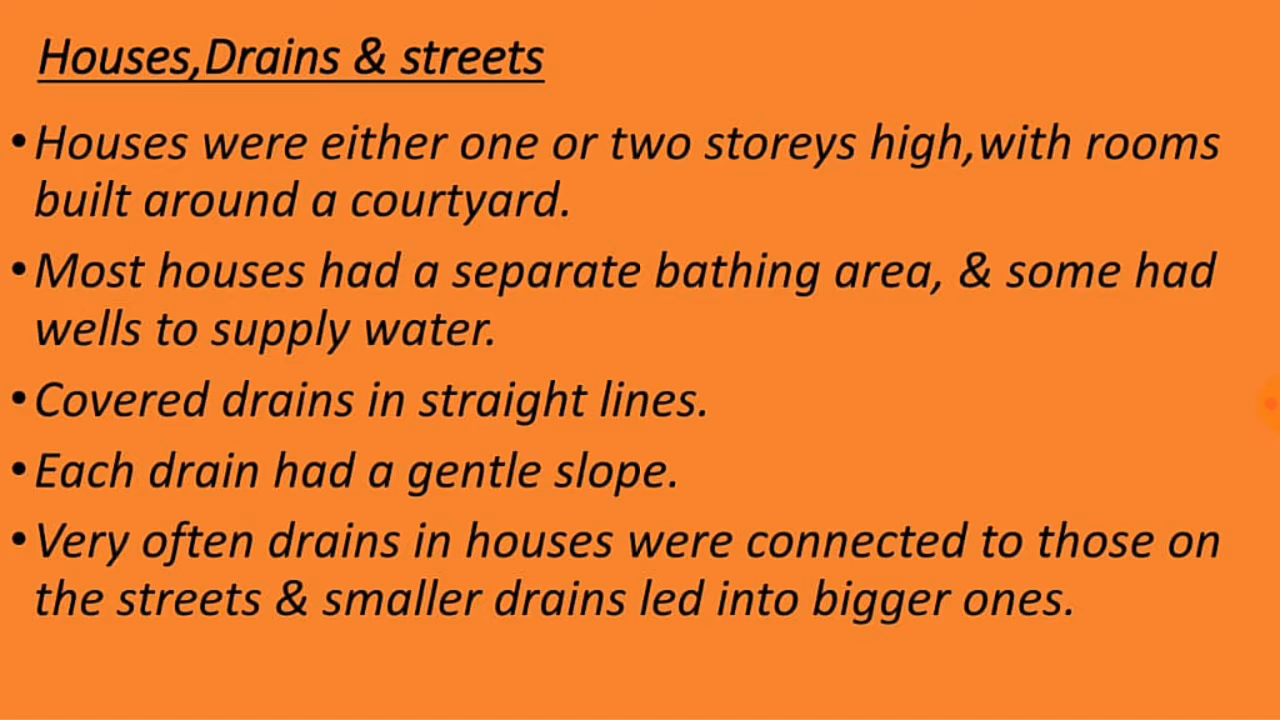 Houses,Drains & streets
•Houses were either one or two storeys high,with rooms
built around a courtyard.
•Most houses had a separate bathing area, & some had
wells to supply water.
•Covered drains in straight lines.
•Each drain had a gentle slope.
•Very often drains in houses were connected to those on
the streets & smaller drains led into bigger ones.